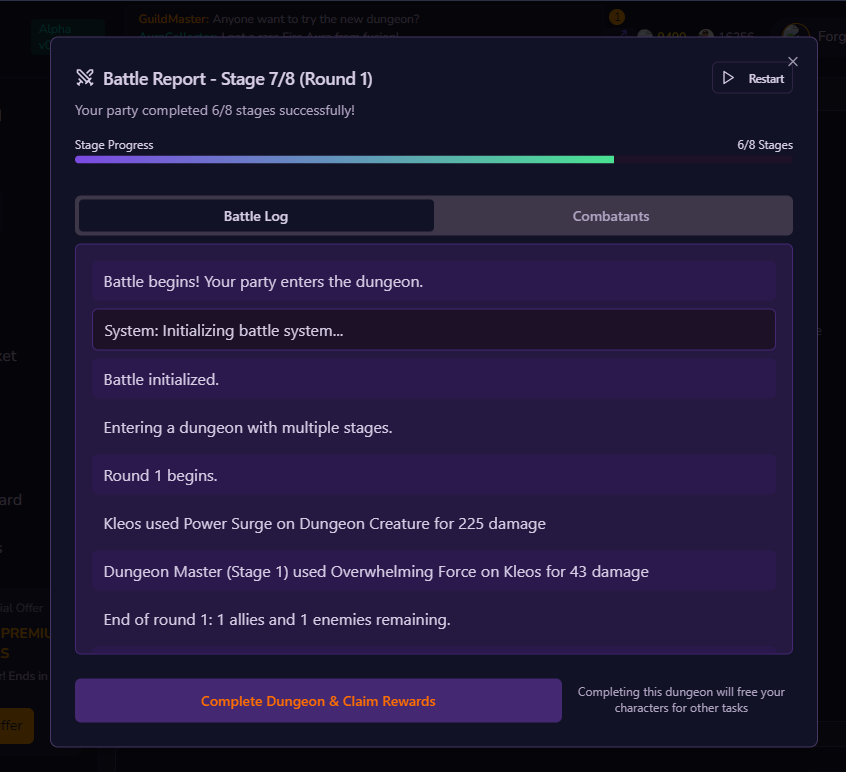 Alpha
GuildMaster: Anyone want to try the new dungeon?
1
Battle Report - Stage 7/8 (Round 1)
Restart
Your party completed 6/8 stages successfully!
Stage Progress
6/8 Stages
Battle Log
Combatants
Battle begins! Your party enters the dungeon.
System: Initializing battle system...
Battle initialized.
Entering a dungeon with multiple stages.
Round 1 begins.
Kleos used Power Surge on Dungeon Creature for 225 damage
Dungeon Master (Stage 1) used Overwhelming Force on Kleos for 43 damage
End of round 1: 1 allies and 1 enemies remaining.
Complete Dungeon & Claim Rewards
Completing this dungeon will free your
characters for other tasks
ket
ard
ial Offer
PREMIU
S
! Ends in
ffer
Forg